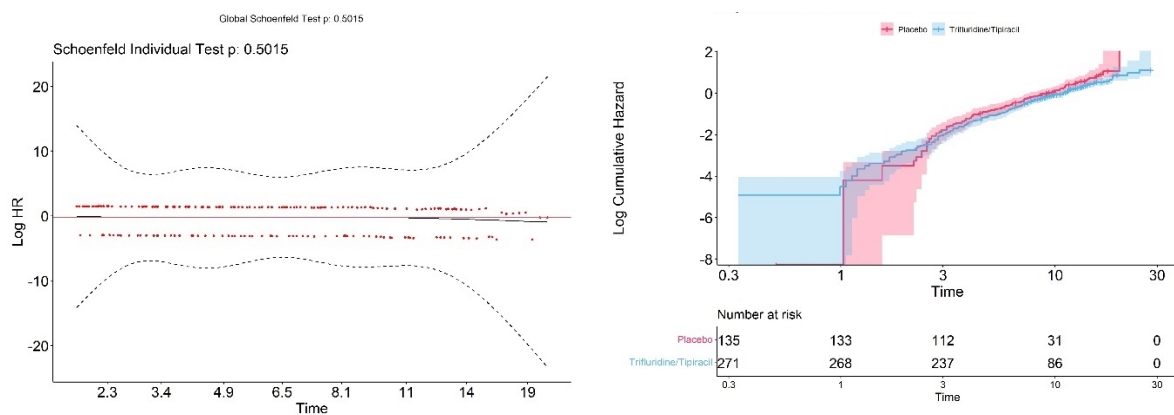 Global Schoenfeld Test p: 0.5015
Schoenfeld Individual Test p: 0.5015
Log HR
20
10
0
-10
-20
2.3 3.4 4.9 6.5 8.1 11 14 19
Time
Placebo Trifluridine/Tipiracil
Log Cumulative Hazard
2
0
-2
-4
-6
-8
0.3 1 3 10 30
Time
Number at risk
Placebo 135 133 112 31 0
Trifluridine/Tipiracil 271 268 237 86 0
0.3 1 3 10 30
Time